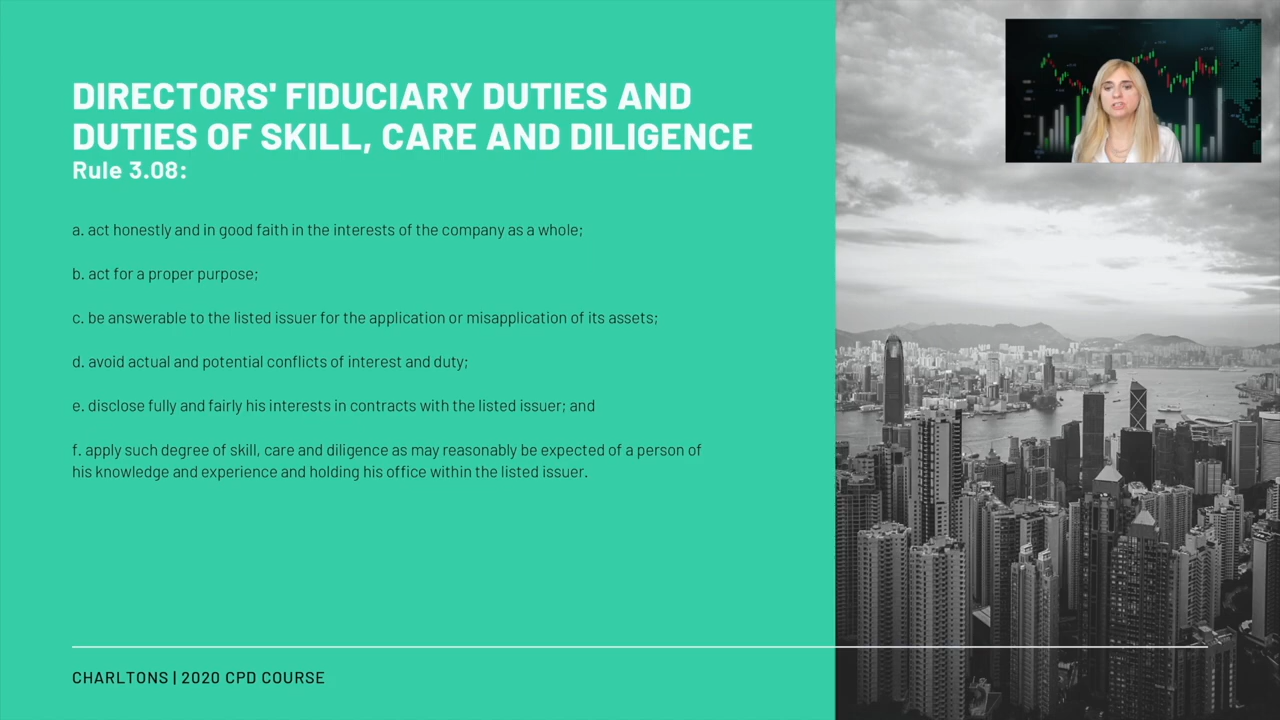 DIRECTORS' FIDUCIARY DUTIES AND
DUTIES OF SKILL, CARE AND DILIGENCE
Rule 3.08:
a. act honestly and in good faith in the interests of the company as a whole;
b. act for a proper purpose;
c. be answerable to the listed issuer for the application or misapplication of its assets;
d. avoid actual and potential conflicts of interest and duty;
e. disclose fully and fairly his interests in contracts with the listed issuer; and
f. apply such degree of skill, care and diligence as may reasonably be expected of a person of
his knowledge and experience and holding his office within the listed issuer.
CHARLTONS | 2020 CPD COURSE